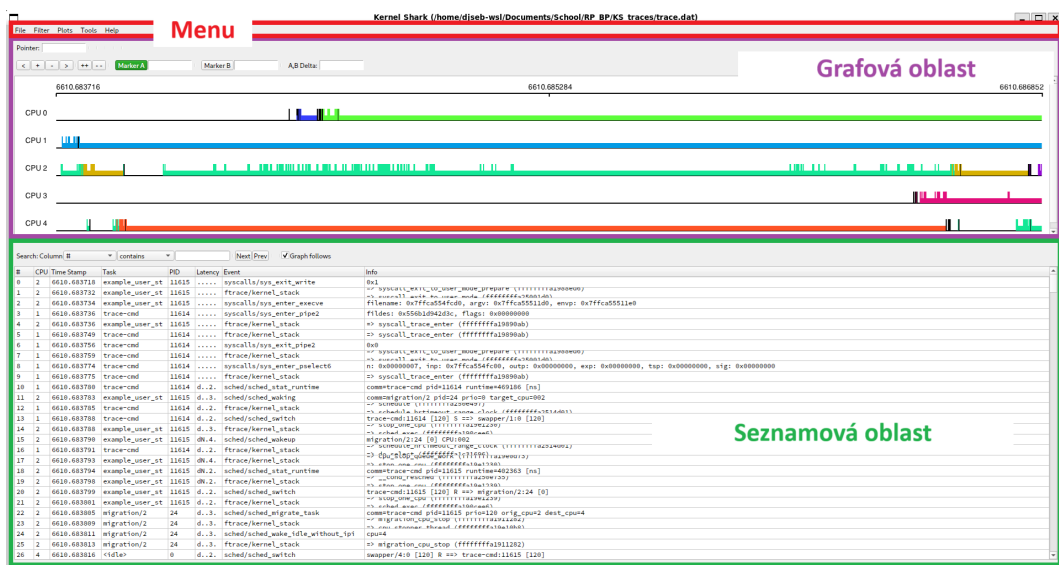 Kernel Shark (/home/djseb-wsl/Documents/School/RP_BP/KS_traces/trace.dat)
File Filter Plots Tools Help
Menu
Pointer:
< + - > ++ -- Marker A Marker B A,B Delta:
Grafová oblast
6610.683716 6610.685284 6610.686852
CPU 0
CPU 1
CPU 2
CPU 3
CPU 4
Search: Column # contains Next Prev Graph follows
# CPU Time Stamp Task PID Latency Event Info
0 2 6610.683718 example_user_st 11615 ..... syscalls/sys_exit_write 0x1
1 2 6610.683732 example_user_st 11615 ..... ftrace/kernel_stack
2 2 6610.683734 example_user_st 11615 ..... syscalls/sys_enter_execve filename: 0x7ffca554fcd0, argv: 0x7ffca55511d0, envp: 0x7ffca55511e0
3 1 6610.683736 trace-cmd 11614 ..... syscalls/sys_enter_pipe2 fildes: 0x556b1d942d3c, flags: 0x00000000
4 2 6610.683736 example_user_st 11615 ..... ftrace/kernel_stack => syscall_trace_enter (ffffffffa19890ab)
5 1 6610.683749 trace-cmd 11614 ..... ftrace/kernel_stack => syscall_trace_enter (ffffffffa19890ab)
6 1 6610.683756 trace-cmd 11614 ..... syscalls/sys_exit_pipe2 0x0
7 1 6610.683759 trace-cmd 11614 ..... ftrace/kernel_stack
8 1 6610.683774 trace-cmd 11614 ..... syscalls/sys_enter_pselect6 n: 0x00000007, inp: 0x7ffca554fc00, outp: 0x00000000, exp: 0x00000000, tsp: 0x00000000, sig: 0x00000000
9 1 6610.683775 trace-cmd 11614 ..... ftrace/kernel_stack => syscall_trace_enter (ffffffffa19890ab)
10 1 6610.683780 trace-cmd 11614 d..2. sched/sched_stat_runtime comm=trace-cmd pid=11614 runtime=469186 [ns]
11 2 6610.683783 example_user_st 11615 d..3. sched/sched_waking comm=migration/2 pid=24 prio=0 target_cpu=002
12 1 6610.683785 trace-cmd 11614 d..2. ftrace/kernel_stack
13 1 6610.683788 trace-cmd 11614 d..2. sched/sched_switch trace-cmd:11614 [120] S ==> swapper/1:0 [120]
14 2 6610.683788 example_user_st 11615 d..3. ftrace/kernel_stack
15 2 6610.683790 example_user_st 11615 dN.4. sched/sched_wakeup migration/2:24 [0] CPU:002
16 1 6610.683791 trace-cmd 11614 d..2. ftrace/kernel_stack
17 2 6610.683793 example_user_st 11615 dN.4. ftrace/kernel_stack
18 2 6610.683794 example_user_st 11615 dN.2. sched/sched_stat_runtime comm=trace-cmd pid=11615 runtime=402363 [ns]
19 2 6610.683798 example_user_st 11615 dN.2. ftrace/kernel_stack
20 2 6610.683799 example_user_st 11615 d..2. sched/sched_switch trace-cmd:11615 [120] R ==> migration/2:24 [0]
21 2 6610.683801 example_user_st 11615 d..2. ftrace/kernel_stack
22 2 6610.683805 migration/2 24 d..3. sched/sched_migrate_task comm=trace-cmd pid=11615 prio=120 orig_cpu=2 dest_cpu=4
23 2 6610.683809 migration/2 24 d..3. ftrace/kernel_stack
24 2 6610.683811 migration/2 24 d..3. sched/sched_wake_idle_without_ipi cpu=4
25 2 6610.683813 migration/2 24 d..3. ftrace/kernel_stack => migration_cpu_stop (ffffffffa1911282)
26 4 6610.683816 <idle> 0 d..2. sched/sched_switch swapper/4:0 [120] R ==> trace-cmd:11615 [120]
Seznamová oblast